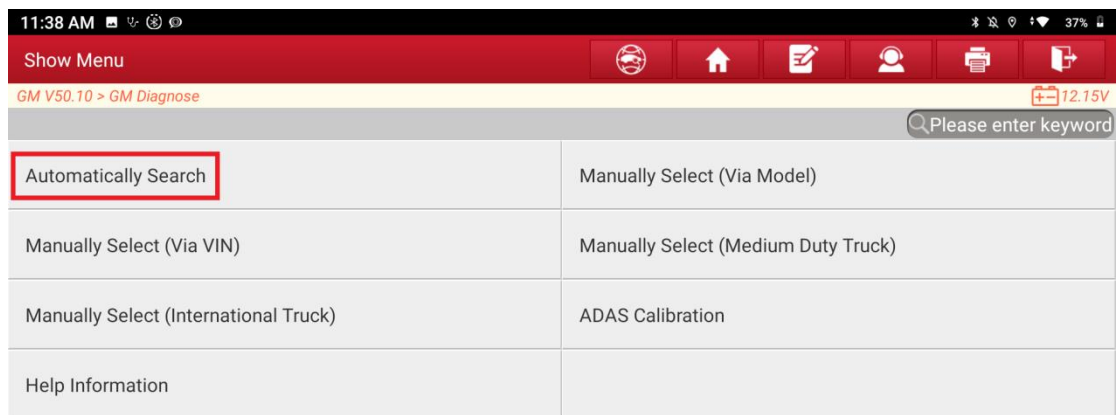 11:38 AM
37%
Show Menu
GM V50.10 > GM Diagnose
12.15V
Please enter keyword
Automatically Search
Manually Select (Via Model)
Manually Select (Via VIN)
Manually Select (Medium Duty Truck)
Manually Select (International Truck)
ADAS Calibration
Help Information